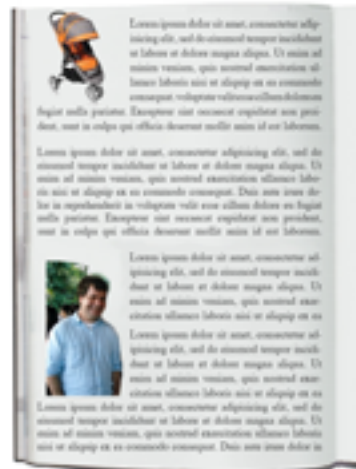 Lorem ipsum dolor sit amet, consectetur adip-
isicing elit, sed do eiusmod tempor incididunt
ut labore et dolore magna aliqua. Ut enim ad
minim veniam, quis nostrud exercitation ul-
lamco laboris nisi ut aliquip ex ea commodo
consequat. voluptate velit esse cillum dolore eu
fugiat nulla pariatur. Excepteur sint occaecat cupidatat non proi-
dent, sunt in culpa qui officia deserunt mollit anim id est laborum.
Lorem ipsum dolor sit amet, consectetur adipisicing elit, sed do
eiusmod tempor incididunt ut labore et dolore magna aliqua. Ut
enim ad minim veniam, quis nostrud exercitation ullamco labo-
ris nisi ut aliquip ex ea commodo consequat. Duis aute irure do-
lor in reprehenderit in voluptate velit esse cillum dolore eu fugiat
nulla pariatur. Excepteur sint occaecat cupidatat non proident,
sunt in culpa qui officia deserunt mollit anim id est laborum.
Lorem ipsum dolor sit amet, consectetur ad-
ipisicing elit, sed do eiusmod tempor incidi-
dunt ut labore et dolore magna aliqua. Ut
enim ad minim veniam, quis nostrud exer-
citation ullamco laboris nisi ut aliquip ex ea
Lorem ipsum dolor sit amet, consectetur ad-
ipisicing elit, sed do eiusmod tempor incidi-
dunt ut labore et dolore magna aliqua. Ut
enim ad minim veniam, quis nostrud exer-
citation ullamco laboris nisi ut aliquip ex ea
Lorem ipsum dolor sit amet, consectetur adipisicing elit, sed do
eiusmod tempor incididunt ut labore et dolore magna aliqua. Ut
enim ad minim veniam, quis nostrud exercitation ullamco laboris
nisi ut aliquip ex ea commodo consequat. Duis aute irure dolor in